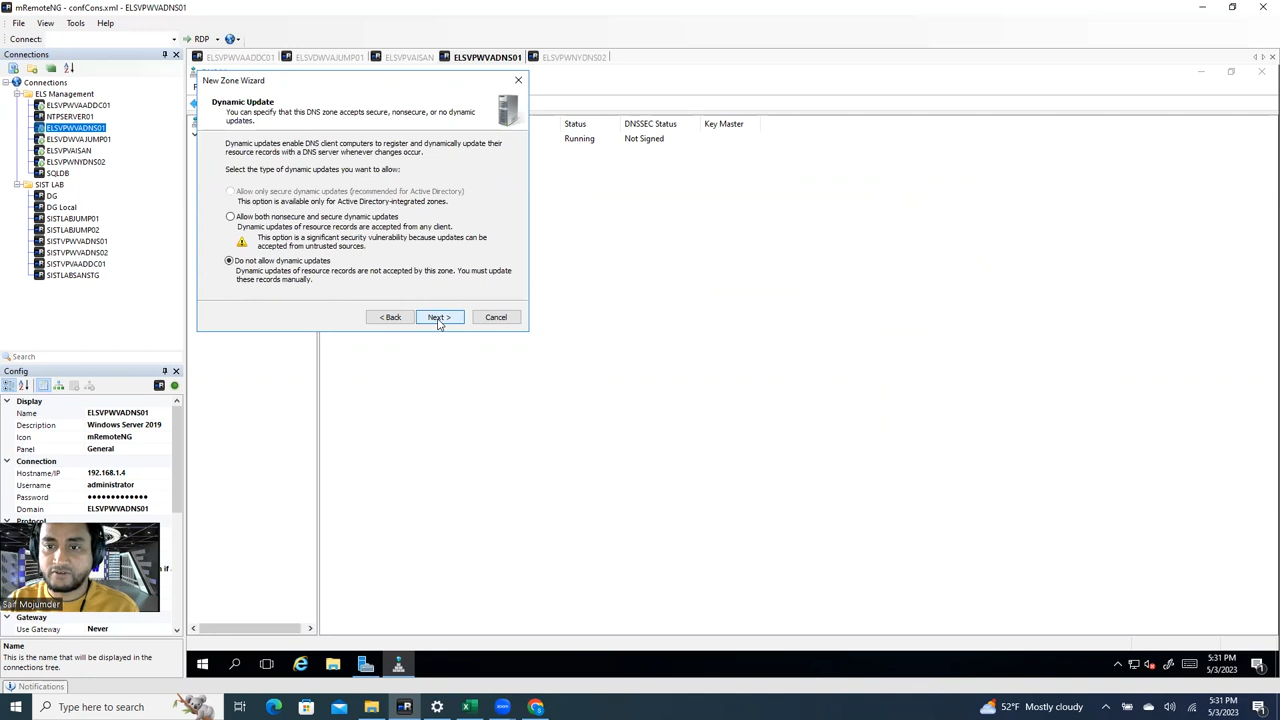 mRemoteNG - confCons.xml - ELSVPWVADNS01
File View Tools Help
Connect: RDP
Connections
ELSVPWVAADDC01 ELSVDWVAJUMP01 ELSVPVAISAN ELSVPWVADNS01 ELSVPWNYDNS02
Connections
ELS Management
ELSVPWVAADDC01
NTPSERVER01
ELSVPWVADNS01
ELSVDWVAJUMP01
ELSVPVAISAN
ELSVPWNYDNS02
SQLDB
SIST LAB
DG
DG Local
SISTLABJUMP01
SISTLABJUMP02
SISTVPWVADNS01
SISTVPWVADNS02
SISTVPWVAADDC01
SISTLABSANSTG
New Zone Wizard
Dynamic Update
You can specify that this DNS zone accepts secure, nonsecure, or no dynamic
updates.
Dynamic updates enable DNS client computers to register and dynamically update their
resource records with a DNS server whenever changes occur.
Select the type of dynamic updates you want to allow:
Allow only secure dynamic updates (recommended for Active Directory)
This option is available only for Active Directory-integrated zones.
Allow both nonsecure and secure dynamic updates
Dynamic updates of resource records are accepted from any client.
This option is a significant security vulnerability because updates can be
accepted from untrusted sources.
Do not allow dynamic updates
Dynamic updates of resource records are not accepted by this zone. You must update
these records manually.
< Back Next > Cancel
Status DNSSEC Status Key Master
Running Not Signed
Search
Config
Display
Name ELSVPWVADNS01
Description Windows Server 2019
Icon mRemoteNG
Panel General
Connection
Hostname/IP 192.168.1.4
Username administrator
Password ●●●●●●●●●●●●●
Domain ELSVPWVADNS01
Saif Mojumder
Gateway
Use Gateway Never
Name
This is the name that will be displayed in the
connections tree.
Notifications
5:31 PM
5/3/2023
Type here to search
52°F Mostly cloudy
5:31 PM
5/3/2023